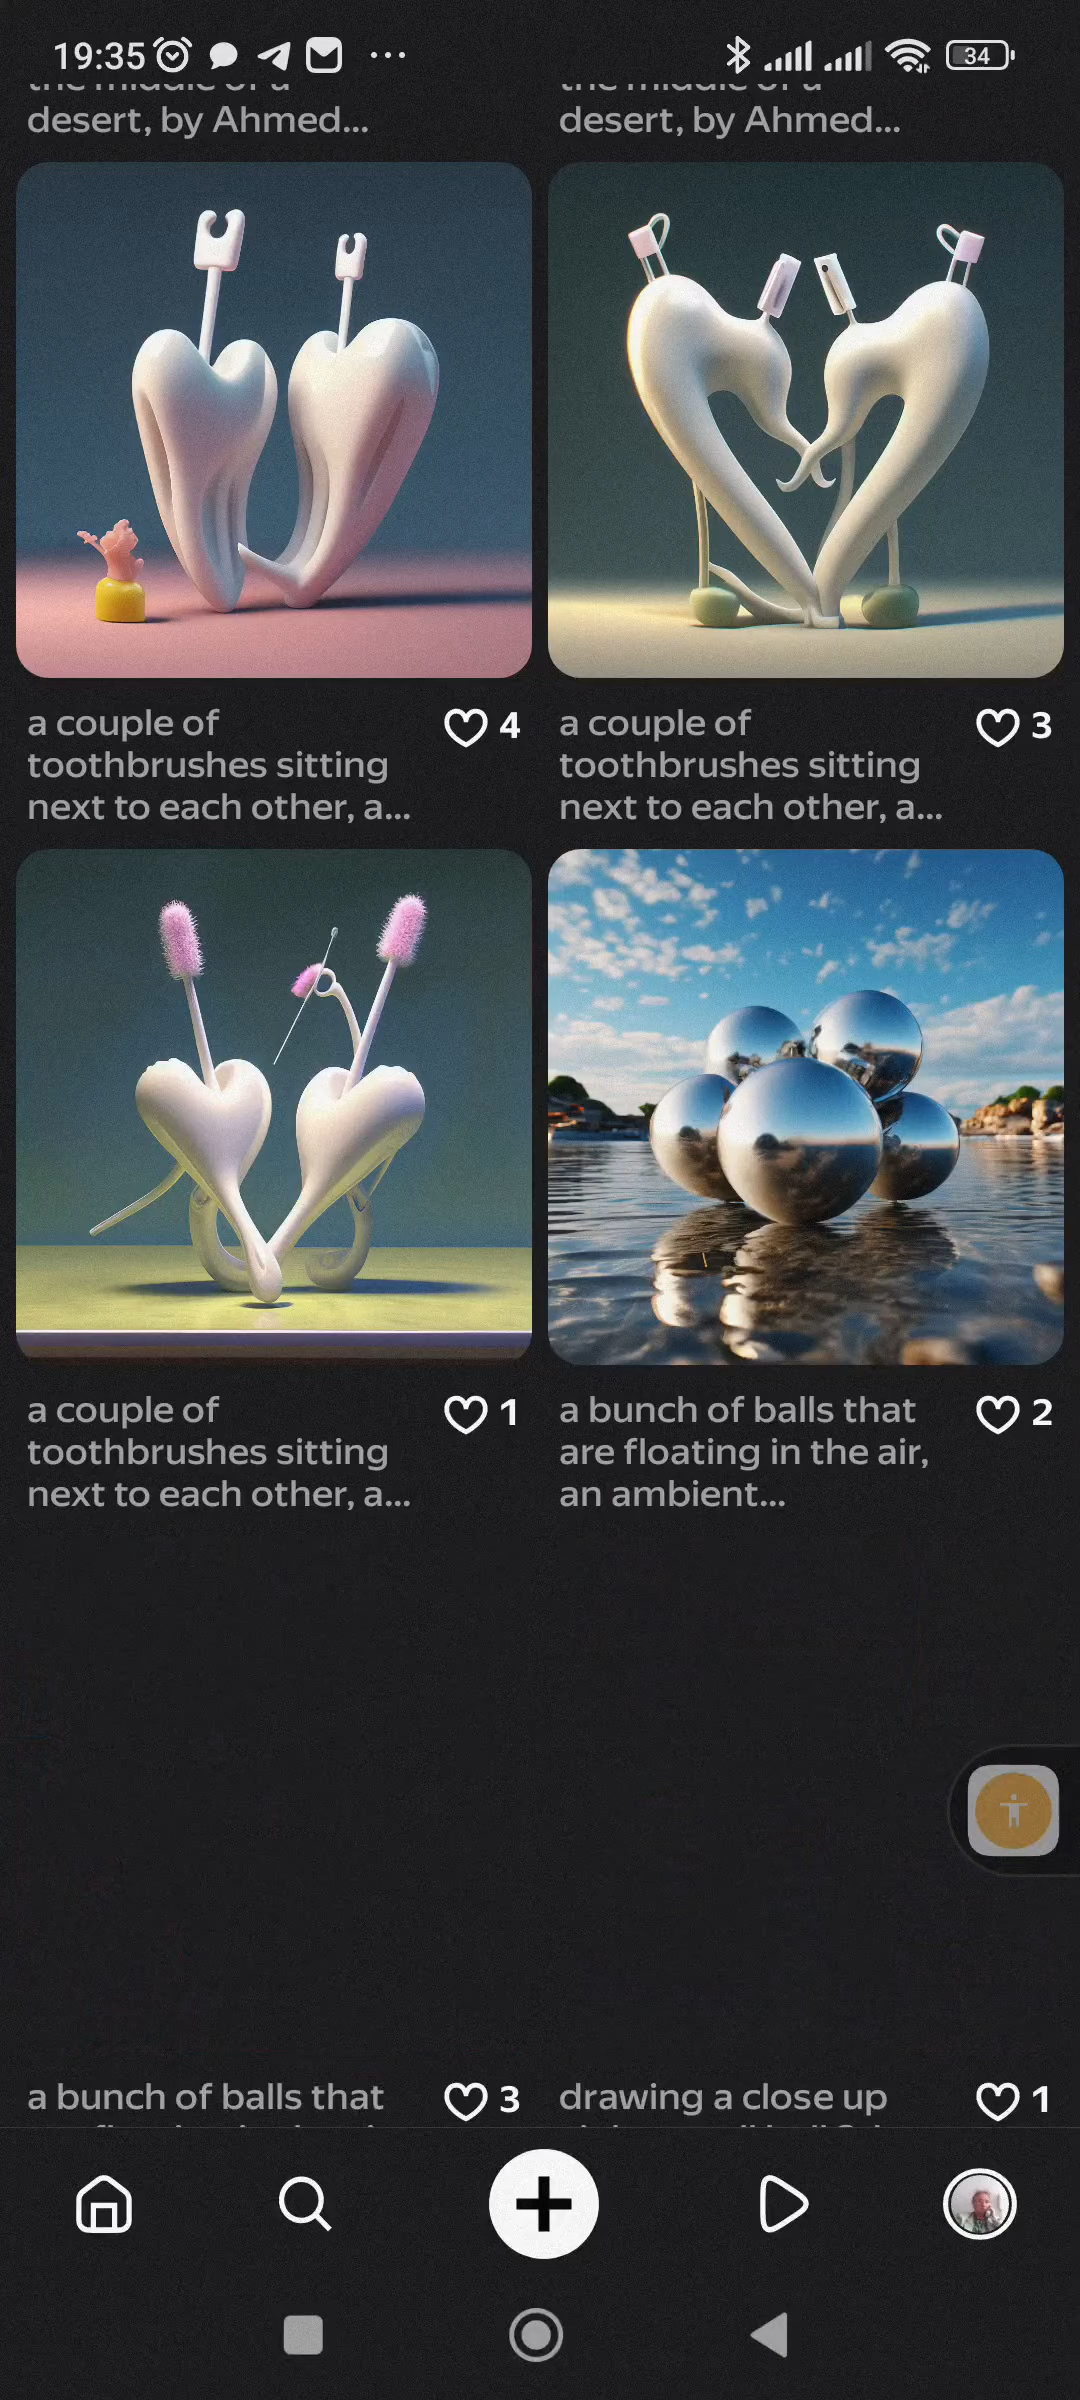 19:35
34
desert, by Ahmed...
desert, by Ahmed...
a couple of
toothbrushes sitting
next to each other, a...
4
a couple of
toothbrushes sitting
next to each other, a...
3
a couple of
toothbrushes sitting
next to each other, a...
1
a bunch of balls that
are floating in the air,
an ambient...
2
a bunch of balls that
3
drawing a close up
1